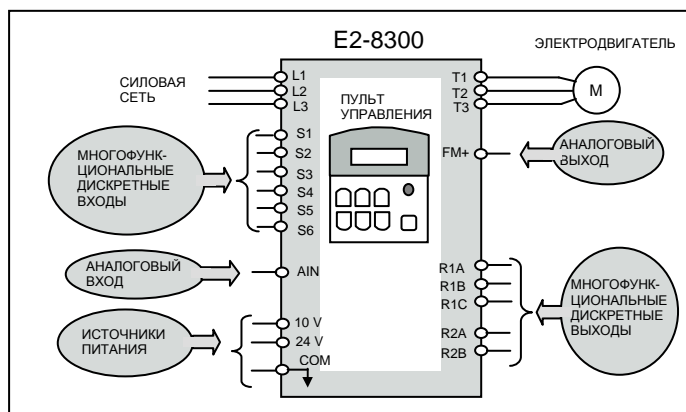 E2-8300
ЭЛЕКТРОДВИГАТЕЛЬ
СИЛОВАЯ
СЕТЬ
L1
L2
L3
ПУЛЬТ
УПРАВЛЕНИЯ
T1
T2
T3
М
МНОГОФУНК-
ЦИОНАЛЬНЫЕ
ДИСКРЕТНЫЕ
ВХОДЫ
S1
S2
S3
S4
S5
S6
FM+
АНАЛОГОВЫЙ
ВЫХОД
АНАЛОГОВЫЙ
ВХОД
AIN
ИСТОЧНИКИ
ПИТАНИЯ
10 V
24 V
COM
R1A
R1B
R1C
R2A
R2B
МНОГОФУНК-
ЦИОНАЛЬНЫЕ
ДИСКРЕТНЫЕ
ВЫХОДЫ